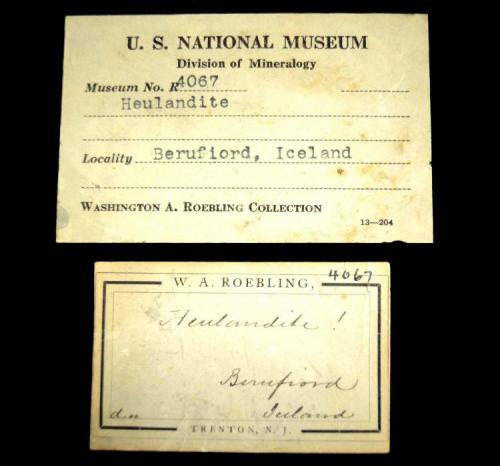 U. S. NATIONAL MUSEUM
Division of Mineralogy
Museum No. R4067
Heulandite
Locality Berufiord, Iceland
WASHINGTON A. ROEBLING COLLECTION
13—204
4067
W. A. ROEBLING,
Heulandite!
Berufiord
Iceland
TRENTON, N. J.